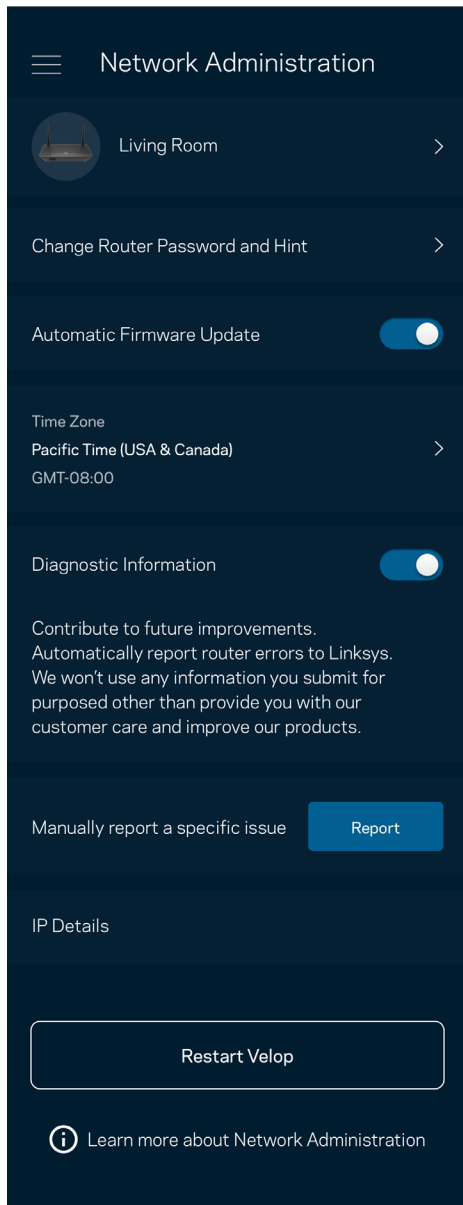 Network Administration
Living Room
Change Router Password and Hint
Automatic Firmware Update
Time Zone
Pacific Time (USA & Canada)
GMT-08:00
Diagnostic Information
Contribute to future improvements.
Automatically report router errors to Linksys.
We won't use any information you submit for
purposed other than provide you with our
customer care and improve our products.
Manually report a specific issue
Report
IP Details
Restart Velop
Learn more about Network Administration